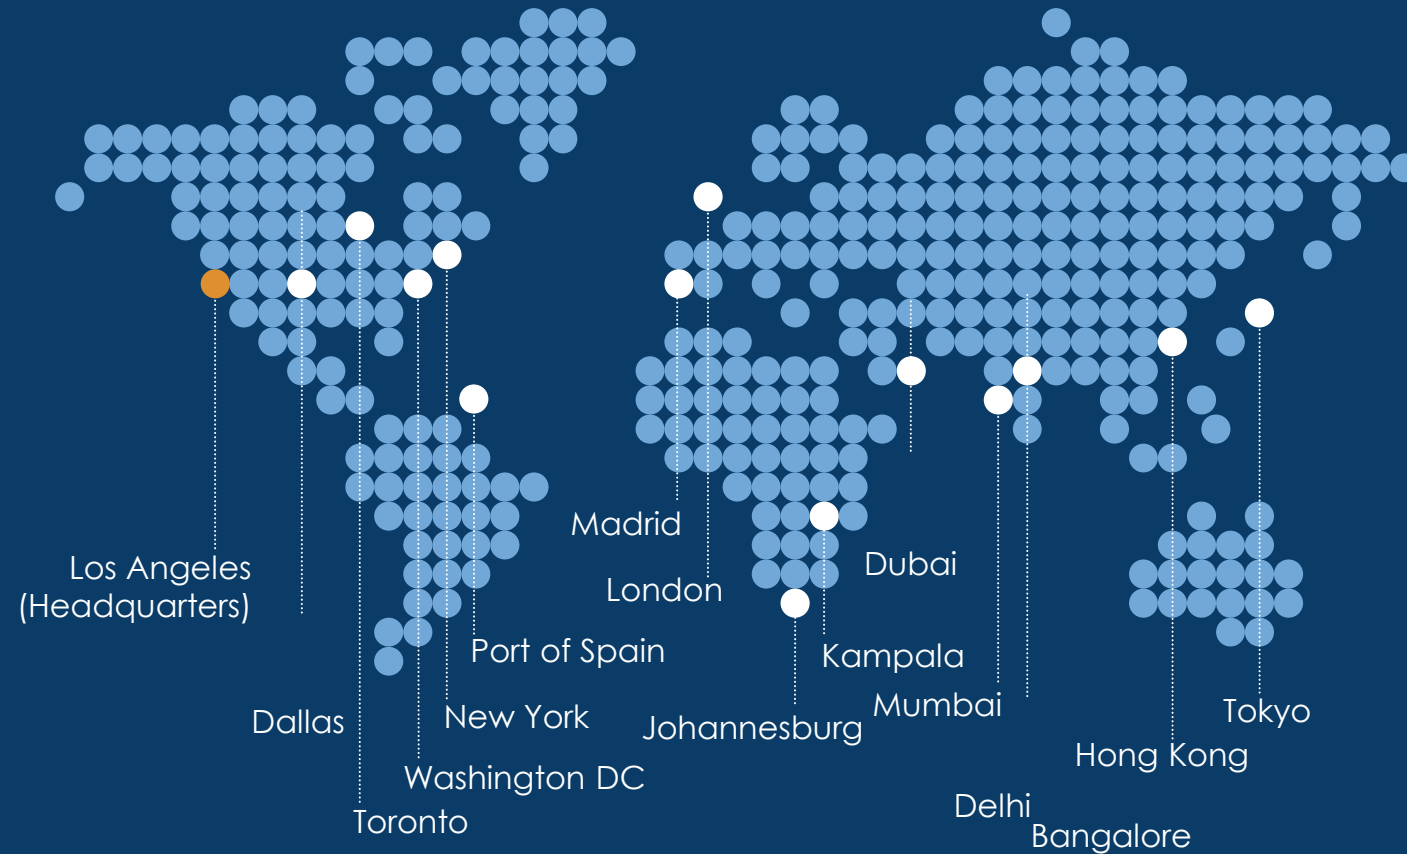 Madrid
Dubai
Los Angeles
(Headquarters)
London
Port of Spain
Kampala
Mumbai
Dallas
New York
Johannesburg
Tokyo
Hong Kong
Washington DC
Delhi
Toronto
Bangalore